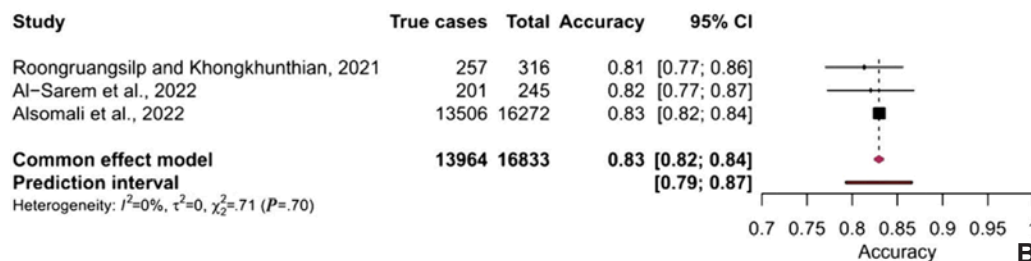 Study True cases Total Accuracy 95% CI
Roongruangsilp and Khongkhunthian, 2021 257 316 0.81 [0.77; 0.86]
Al−Sarem et al., 2022 201 245 0.82 [0.77; 0.87]
Alsomali et al., 2022 13506 16272 0.83 [0.82; 0.84]
Common effect model 13964 16833 0.83 [0.82; 0.84]
Prediction interval [0.79; 0.87]
Heterogeneity: I²=0%, τ²=0, χ²₂=.71 (P=.70)
0.7 0.75 0.8 0.85 0.9 0.95
Accuracy B